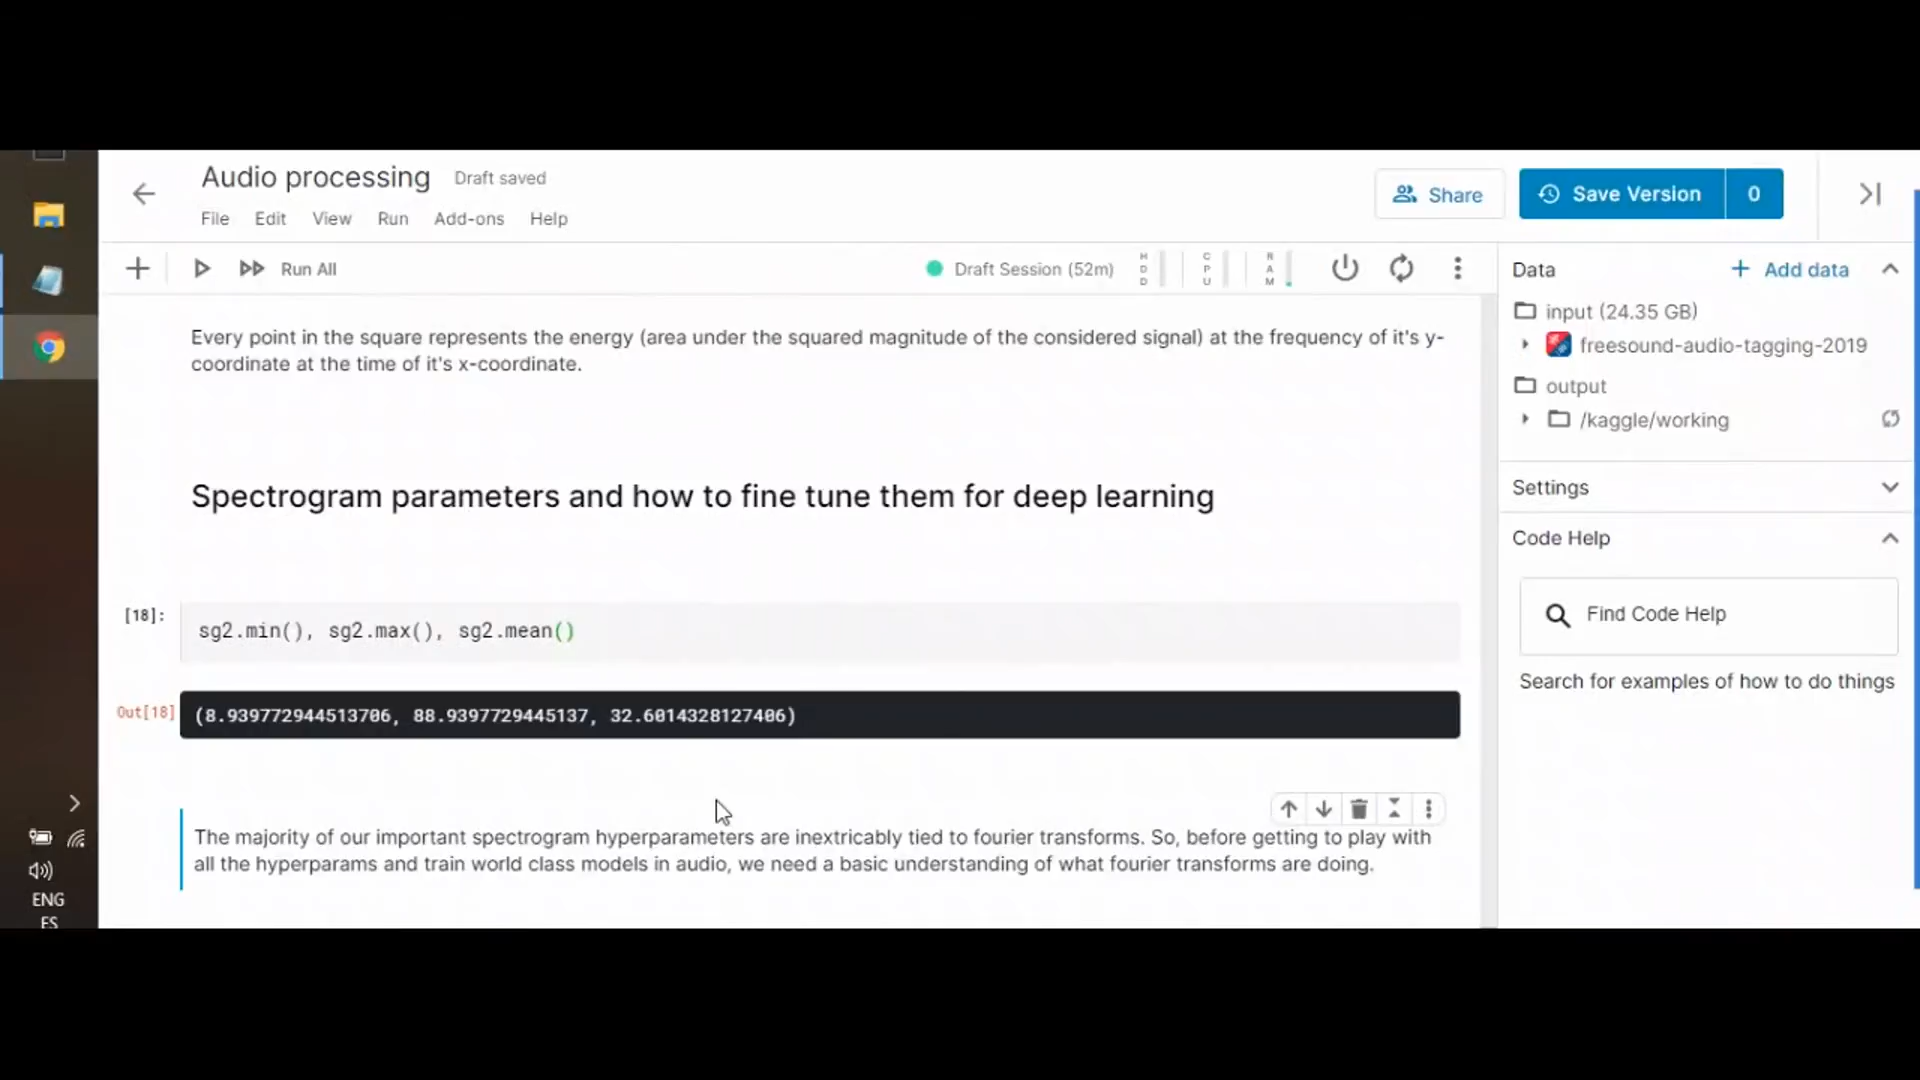 Audio processing Draft saved
File Edit View Run Add-ons Help
Share
Save Version 0
Run All
Draft Session (52m) HDD CPU RAM
Every point in the square represents the energy (area under the squared magnitude of the considered signal) at the frequency of it's y-
coordinate at the time of it's x-coordinate.
Spectrogram parameters and how to fine tune them for deep learning
[18]:
sg2.min(), sg2.max(), sg2.mean()
Out[18]
(8.939772944513706, 88.9397729445137, 32.6014328127406)
The majority of our important spectrogram hyperparameters are inextricably tied to fourier transforms. So, before getting to play with
all the hyperparams and train world class models in audio, we need a basic understanding of what fourier transforms are doing.
Data
+ Add data
input (24.35 GB)
freesound-audio-tagging-2019
output
/kaggle/working
Settings
Code Help
Find Code Help
Search for examples of how to do things
ENG
ES